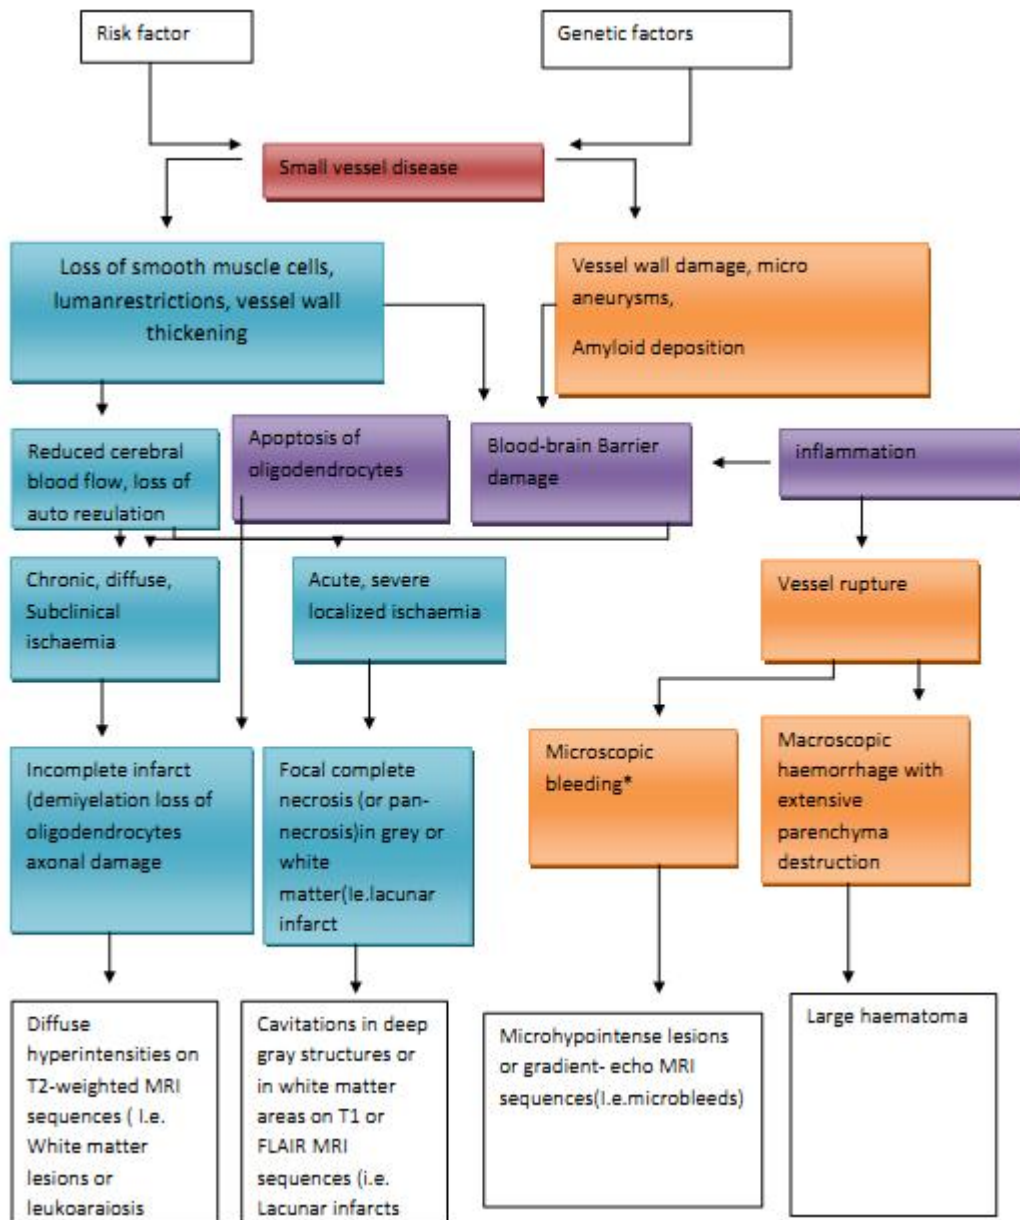 Risk factor
Genetic factors
Small vessel disease
Loss of smooth muscle cells,
lumanrestrictions, vessel wall
thickening
Vessel wall damage, micro
aneurysms,
Amyloid deposition
Reduced cerebral
blood flow, loss of
auto regulation
Apoptosis of
oligodendrocytes
Blood-brain Barrier
damage
inflammation
Chronic, diffuse,
Subclinical
ischaemia
Acute, severe
localized ischaemia
Vessel rupture
Incomplete infarct
(demiyelation loss of
oligodendrocytes
axonal damage
Focal complete
necrosis (or pan-
necrosis)in grey or
white
matter(Ie.lacunar
infarct
Microscopic
bleeding*
Macroscopic
haemorrhage with
extensive
parenchyma
destruction
Diffuse
hyperintensities on
T2-weighted MRI
sequences ( I.e.
White matter
lesions or
leukoaraiosis
Cavitations in deep
gray structures or
in white matter
areas on T1 or
FLAIR MRI
sequences (i.e.
Lacunar infarcts
Microhypointense lesions
or gradient- echo MRI
sequences(I.e.microbleeds)
Large haematoma